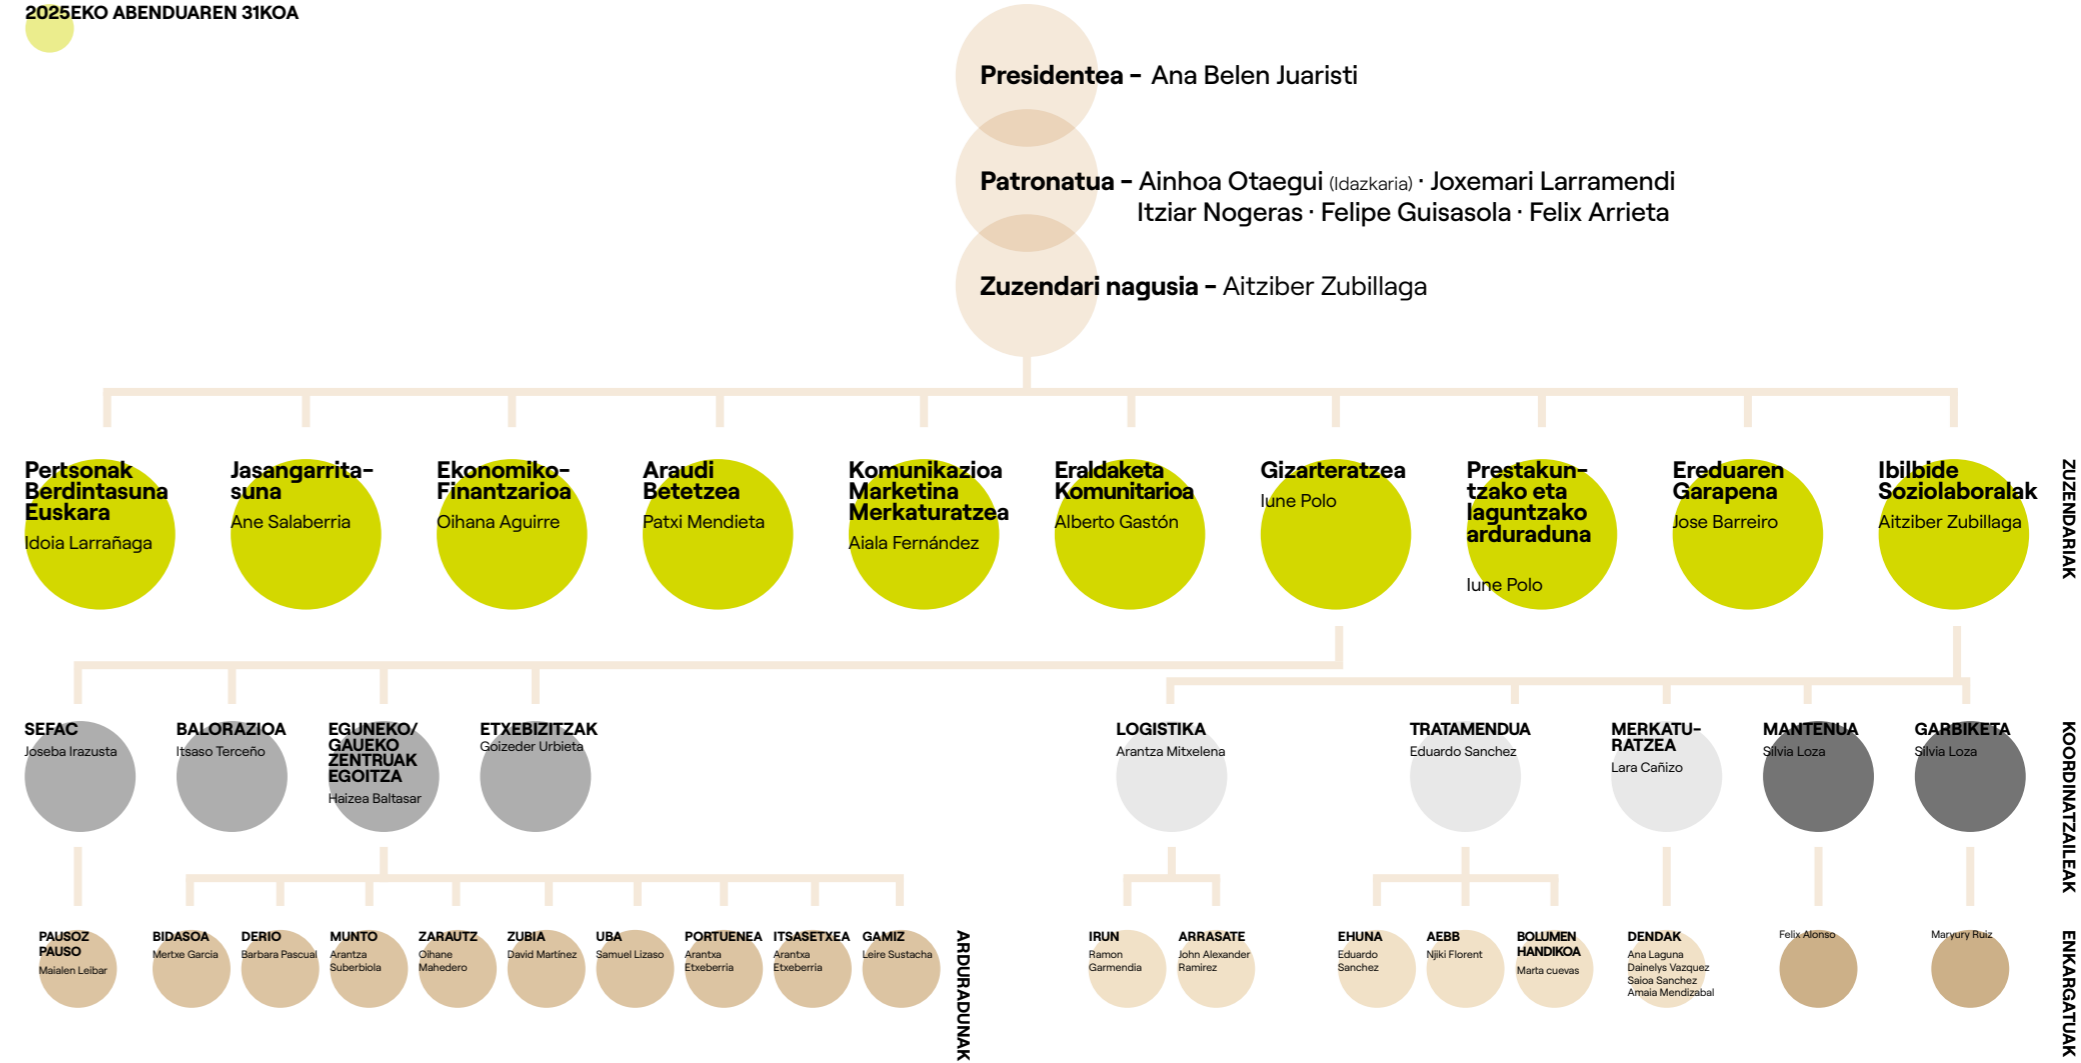 2025EKO ABENDUAREN 31KOA
Presidentea - Ana Belen Juaristi
Patronatua - Ainhoa Otaegui (Idazkaria) · Joxemari Larramendi
Itziar Nogeras · Felipe Guisasola · Felix Arrieta
Zuzendari nagusia - Aitziber Zubillaga
Pertsonak
Berdintasuna
Euskara
Idoia Larrañaga
Jasangarrita-
suna
Ane Salaberria
Ekonomiko-
Finantzarioa
Oihana Aguirre
Araudi
Betetzea
Patxi Mendieta
Komunikazioa
Marketina
Merkaturatzea
Aiala Fernández
Eraldaketa
Komunitarioa
Alberto Gastón
Gizarteratzea
Iune Polo
Prestakun-
tzako eta
laguntzako
arduraduna
Iune Polo
Ereduaren
Garapena
Jose Barreiro
Ibilbide
Soziolaboralak
Aitziber Zubillaga
ZUZENDARIAK
SEFAC
Joseba Irazusta
BALORAZIOA
Itsaso Terceño
EGUNEKO/
GAUEKO
ZENTRUAK
EGOITZA
Haizea Baltasar
ETXEBIZITZAK
Goizeder Urbieta
LOGISTIKA
Arantza Mitxelena
TRATAMENDUA
Eduardo Sanchez
MERKATU-
RATZEA
Lara Cañizo
MANTENUA
Silvia Loza
GARBIKETA
Silvia Loza
KOORDINATZAILEAK
PAUSOZ
PAUSO
Maialen Leibar
BIDASOA
Mertxe Garcia
DERIO
Barbara Pascual
MUNTO
Arantza
Suberbiola
ZARAUTZ
Oihane
Mahedero
ZUBIA
David Martínez
UBA
Samuel Lizaso
PORTUENEA
Arantxa
Etxeberria
ITSASETXEA
Arantxa
Etxeberria
GAMIZ
Leire Sustacha
ARDURADUNAK
IRUN
Ramon
Garmendia
ARRASATE
John Alexander
Ramirez
EHUNA
Eduardo
Sanchez
AEBB
Njiki Florent
BOLUMEN
HANDIKOA
Marta cuevas
DENDAK
Ana Laguna
Dainelys Vazquez
Saioa Sanchez
Amaia Mendizabal
Felix Alonso
Maryury Ruiz
ENKARGATUAK